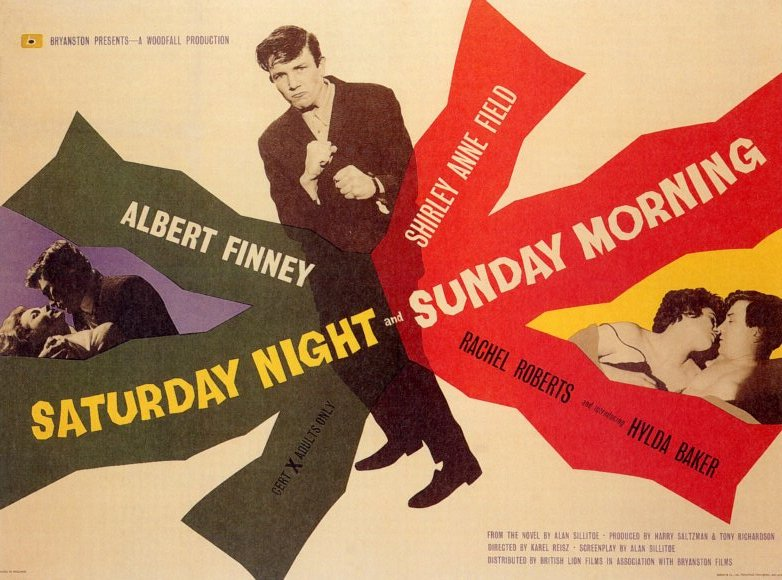 BRYANSTON PRESENTS—A WOODFALL PRODUCTION
ALBERT FINNEY
SHIRLEY ANNE FIELD
SATURDAY NIGHT and SUNDAY MORNING
RACHEL ROBERTS
and introducing HYLDA BAKER
CERT X ADULTS ONLY
FROM THE NOVEL BY ALAN SILLITOE · PRODUCED BY HARRY SALTZMAN & TONY RICHARDSON
DIRECTED BY KAREL REISZ · SCREENPLAY BY ALAN SILLITOE
DISTRIBUTED BY BRITISH LION FILMS IN ASSOCIATION WITH BRYANSTON FILMS